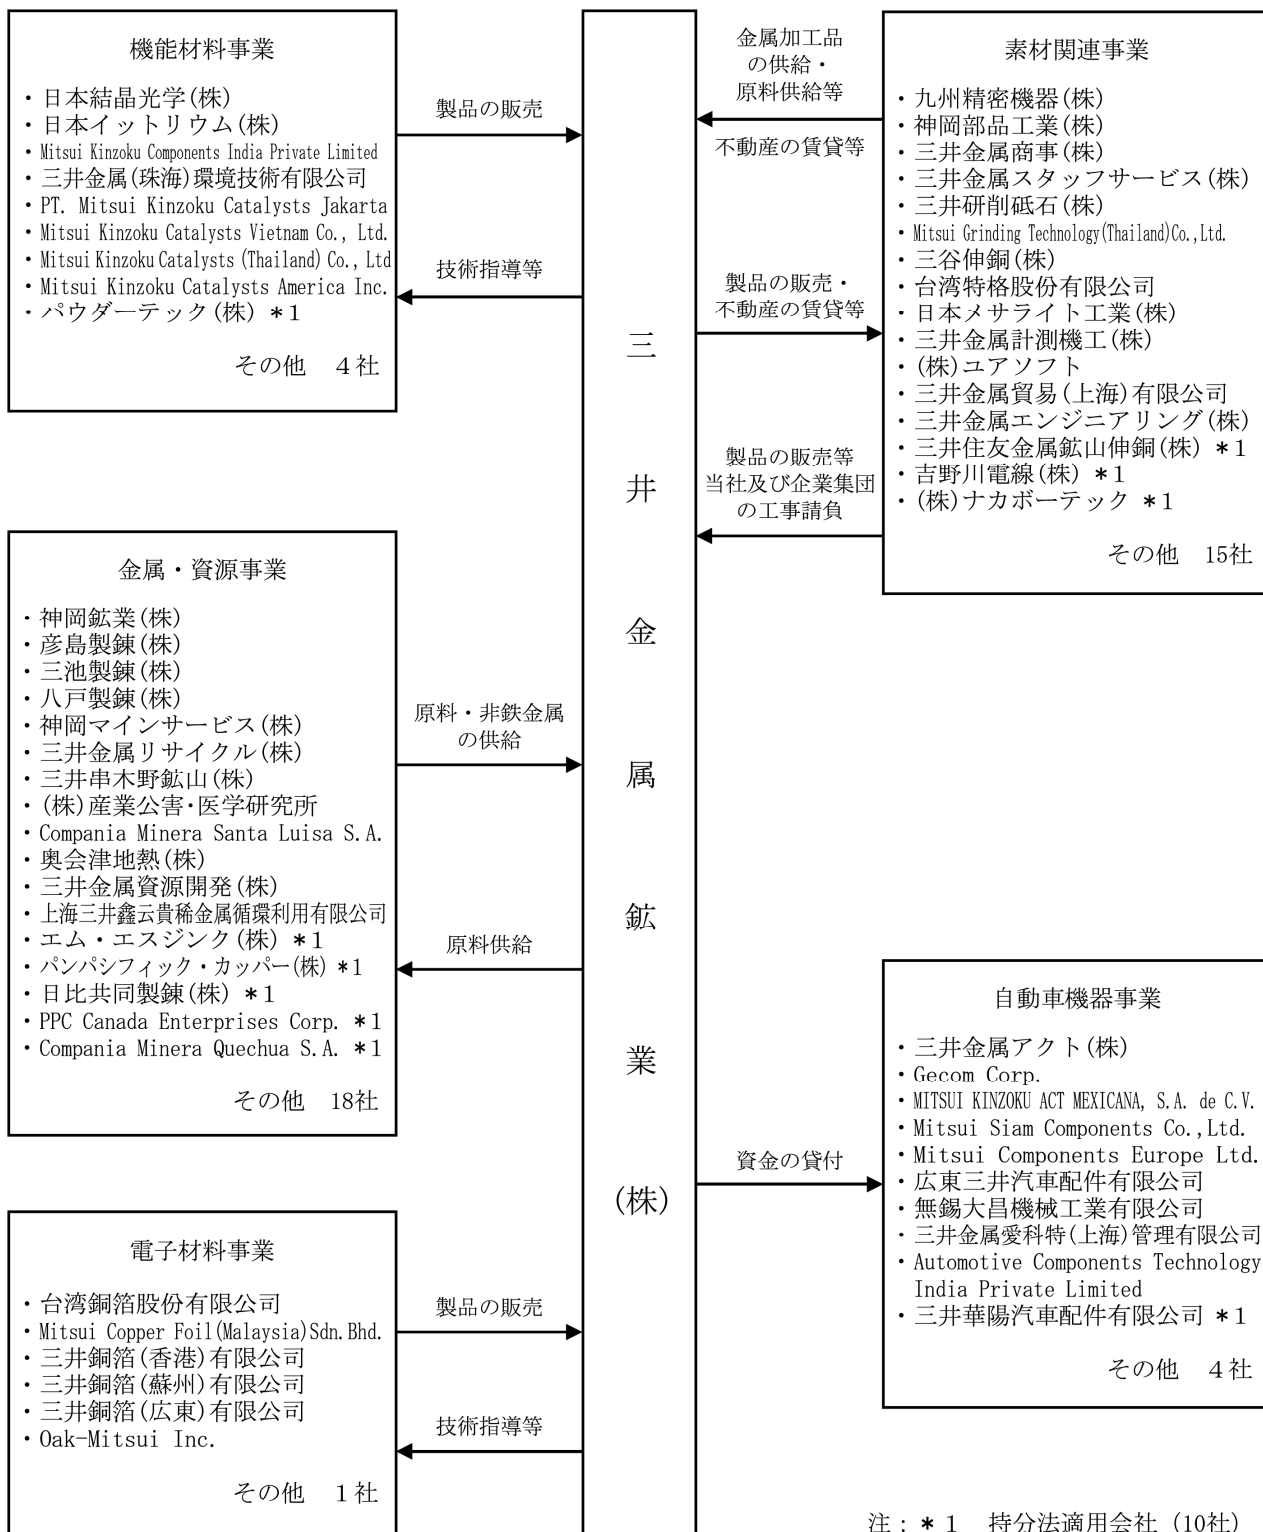 機能材料事業
・日本結晶光学(株)
・日本イットリウム(株)
・Mitsui Kinzoku Components India Private Limited
・三井金属(珠海)環境技術有限公司
・PT. Mitsui Kinzoku Catalysts Jakarta
・Mitsui Kinzoku Catalysts Vietnam Co., Ltd.
・Mitsui Kinzoku Catalysts (Thailand) Co., Ltd
・Mitsui Kinzoku Catalysts America Inc.
・パウダーテック(株) *1
その他 4社
製品の販売
技術指導等
金属・資源事業
・神岡鉱業(株)
・彦島製錬(株)
・三池製錬(株)
・八戸製錬(株)
・神岡マインサービス(株)
・三井金属リサイクル(株)
・三井串木野鉱山(株)
・(株)産業公害・医学研究所
・Compania Minera Santa Luisa S.A.
・奥会津地熱(株)
・三井金属資源開発(株)
・上海三井鑫云貴稀金属循環利用有限公司
・エム・エスジンク(株) *1
・パンパシフィック・カッパー(株) *1
・日比共同製錬(株) *1
・PPC Canada Enterprises Corp. *1
・Compania Minera Quechua S.A. *1
その他 18社
原料・非鉄金属
の供給
原料供給
電子材料事業
・台湾銅箔股份有限公司
・Mitsui Copper Foil(Malaysia)Sdn.Bhd.
・三井銅箔(香港)有限公司
・三井銅箔(蘇州)有限公司
・三井銅箔(広東)有限公司
・Oak-Mitsui Inc.
その他 1社
製品の販売
技術指導等
三井金属鉱業(株)
金属加工品
の供給・
原料供給等
不動産の賃貸等
製品の販売・
不動産の賃貸等
製品の販売等
当社及び企業集団
の工事請負
素材関連事業
・九州精密機器(株)
・神岡部品工業(株)
・三井金属商事(株)
・三井金属スタッフサービス(株)
・三井研削砥石(株)
・Mitsui Grinding Technology(Thailand)Co.,Ltd.
・三谷伸銅(株)
・台湾特格股份有限公司
・日本メサライト工業(株)
・三井金属計測機工(株)
・(株)ユアソフト
・三井金属貿易(上海)有限公司
・三井金属エンジニアリング(株)
・三井住友金属鉱山伸銅(株) *1
・吉野川電線(株) *1
・(株)ナカボーテック *1
その他 15社
資金の貸付
自動車機器事業
・三井金属アクト(株)
・Gecom Corp.
・MITSUI KINZOKU ACT MEXICANA, S.A. de C.V.
・Mitsui Siam Components Co.,Ltd.
・Mitsui Components Europe Ltd.
・広東三井汽車配件有限公司
・無錫大昌機械工業有限公司
・三井金属愛科特(上海)管理有限公司
・Automotive Components Technology
India Private Limited
・三井華陽汽車配件有限公司 *1
その他 4社
注:*1 持分法適用会社(10社)